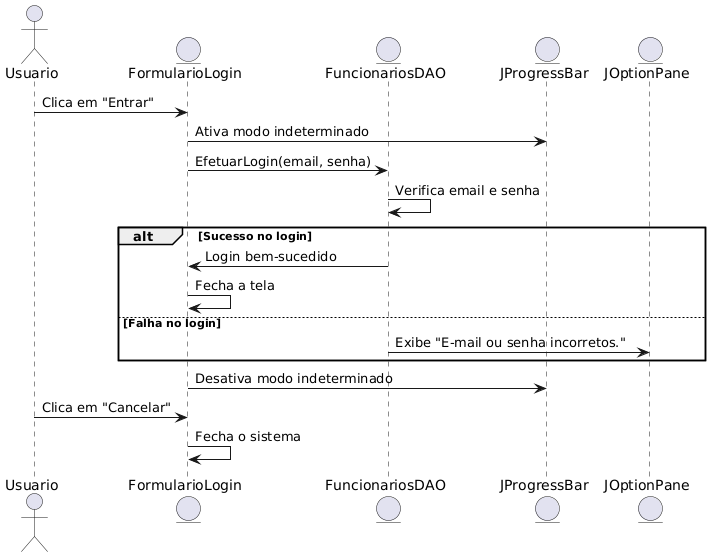 Usuario FormularioLogin FuncionariosDAO JProgressBar JOptionPane
Clica em "Entrar"
Ativa modo indeterminado
EfetuarLogin(email, senha)
Verifica email e senha
alt [Sucesso no login]
Login bem-sucedido
Fecha a tela
[Falha no login]
Exibe "E-mail ou senha incorretos."
Desativa modo indeterminado
Clica em "Cancelar"
Fecha o sistema
Usuario FormularioLogin FuncionariosDAO JProgressBar JOptionPane